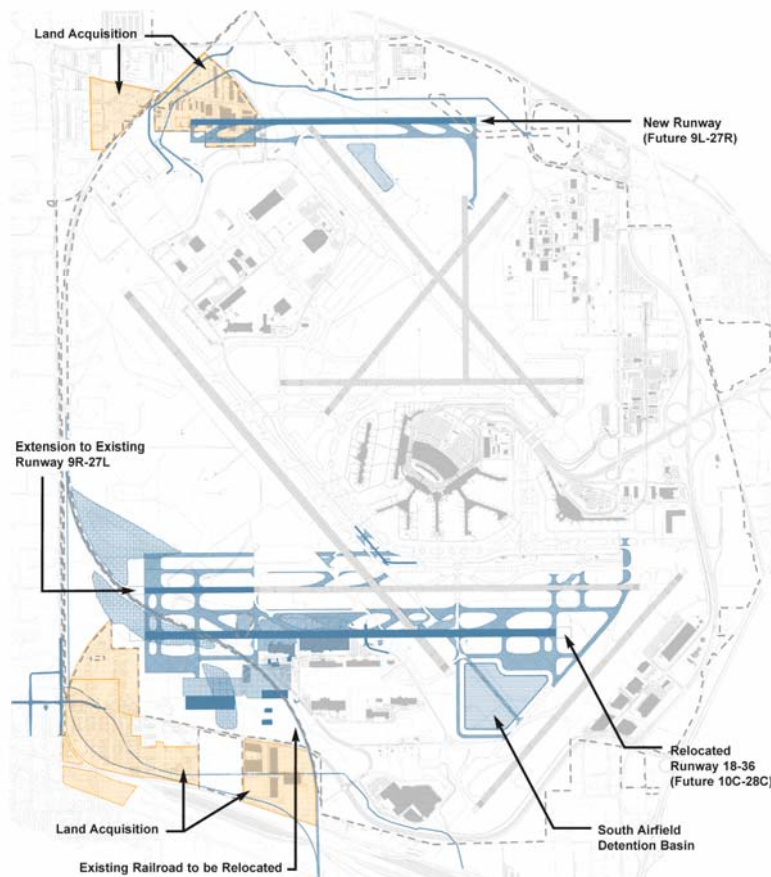 Land Acquisition
New Runway
(Future 9L-27R)
Extension to Existing
Runway 9R-27L
Relocated
Runway 18-36
(Future 10C-28C)
Land Acquisition
South Airfield
Detention Basin
Existing Railroad to be Relocated